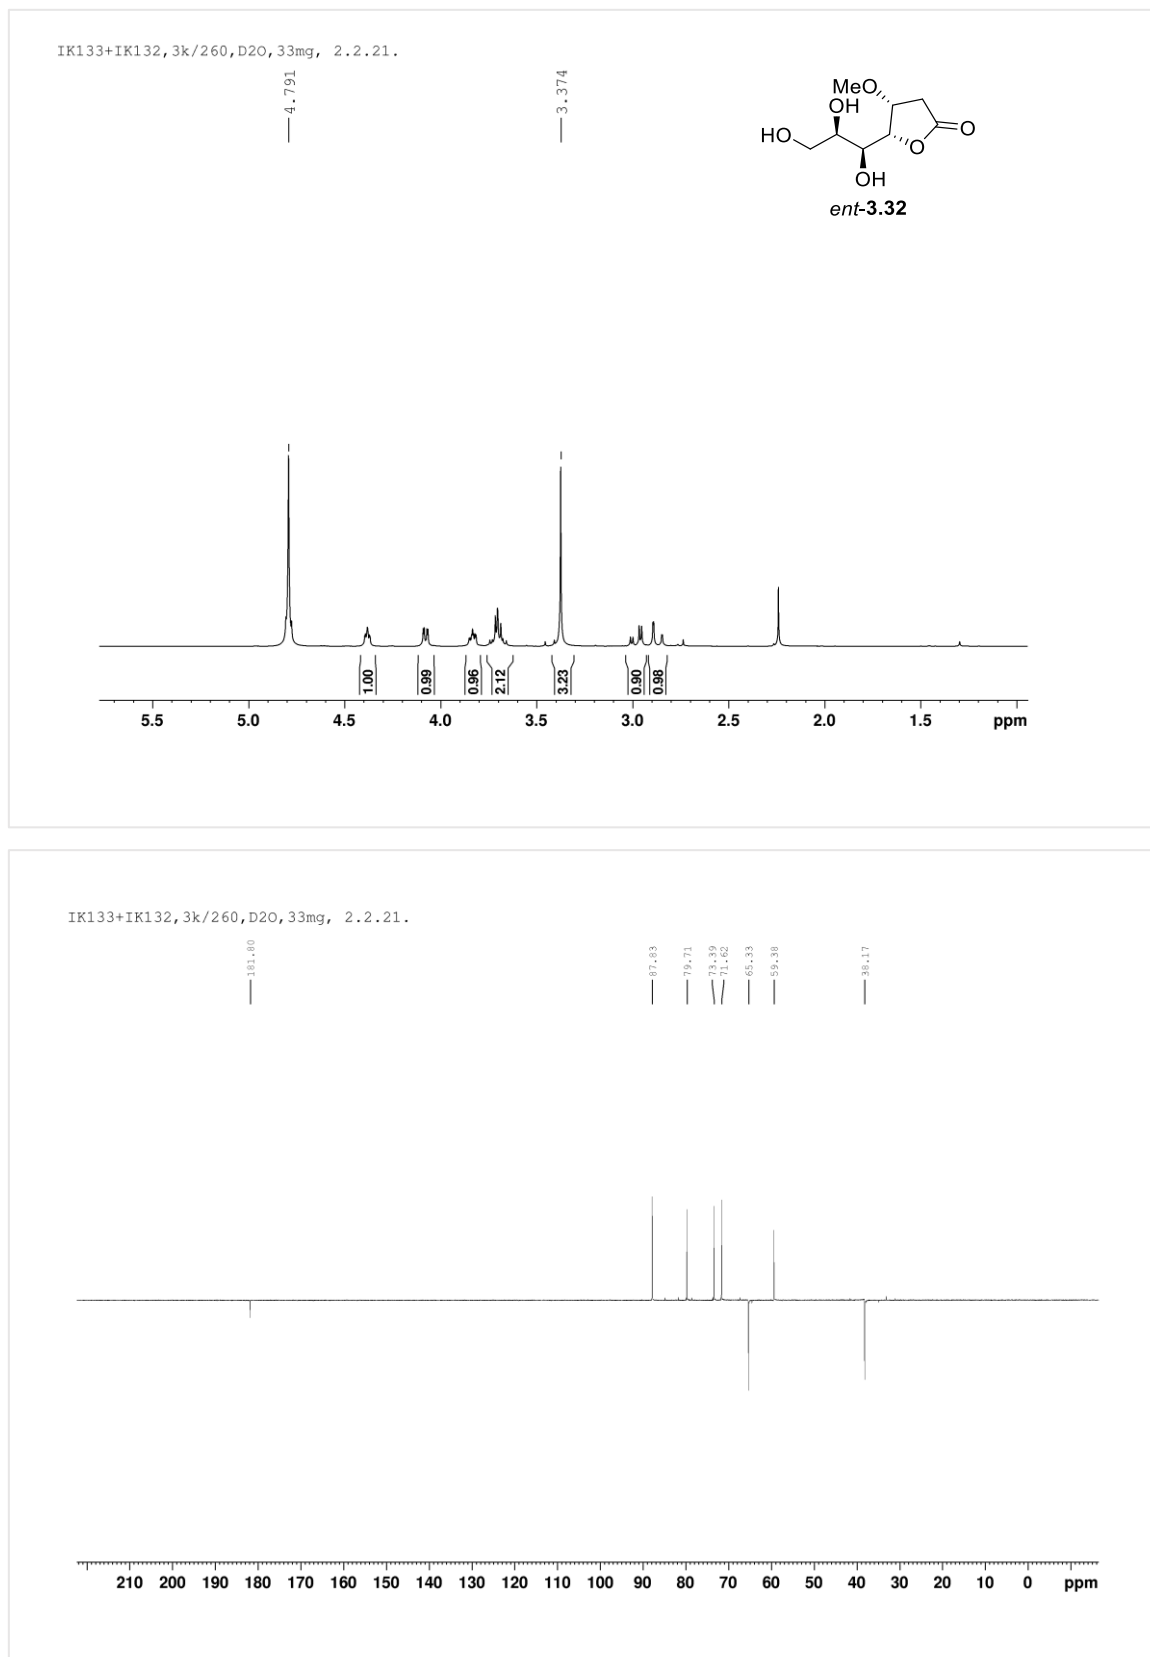 IK133+IK132,3k/260,D2O,33mg, 2.2.21.
4.791
3.374
MeO
OH
HO
O
O
OH
ent-3.32
1.00
0.99
0.96
2.12
3.23
0.90
0.98
5.5 5.0 4.5 4.0 3.5 3.0 2.5 2.0 1.5 ppm
IK133+IK132,3k/260,D2O,33mg, 2.2.21.
181.80
87.83
79.71
73.39
71.62
65.33
59.38
38.17
210 200 190 180 170 160 150 140 130 120 110 100 90 80 70 60 50 40 30 20 10 0 ppm